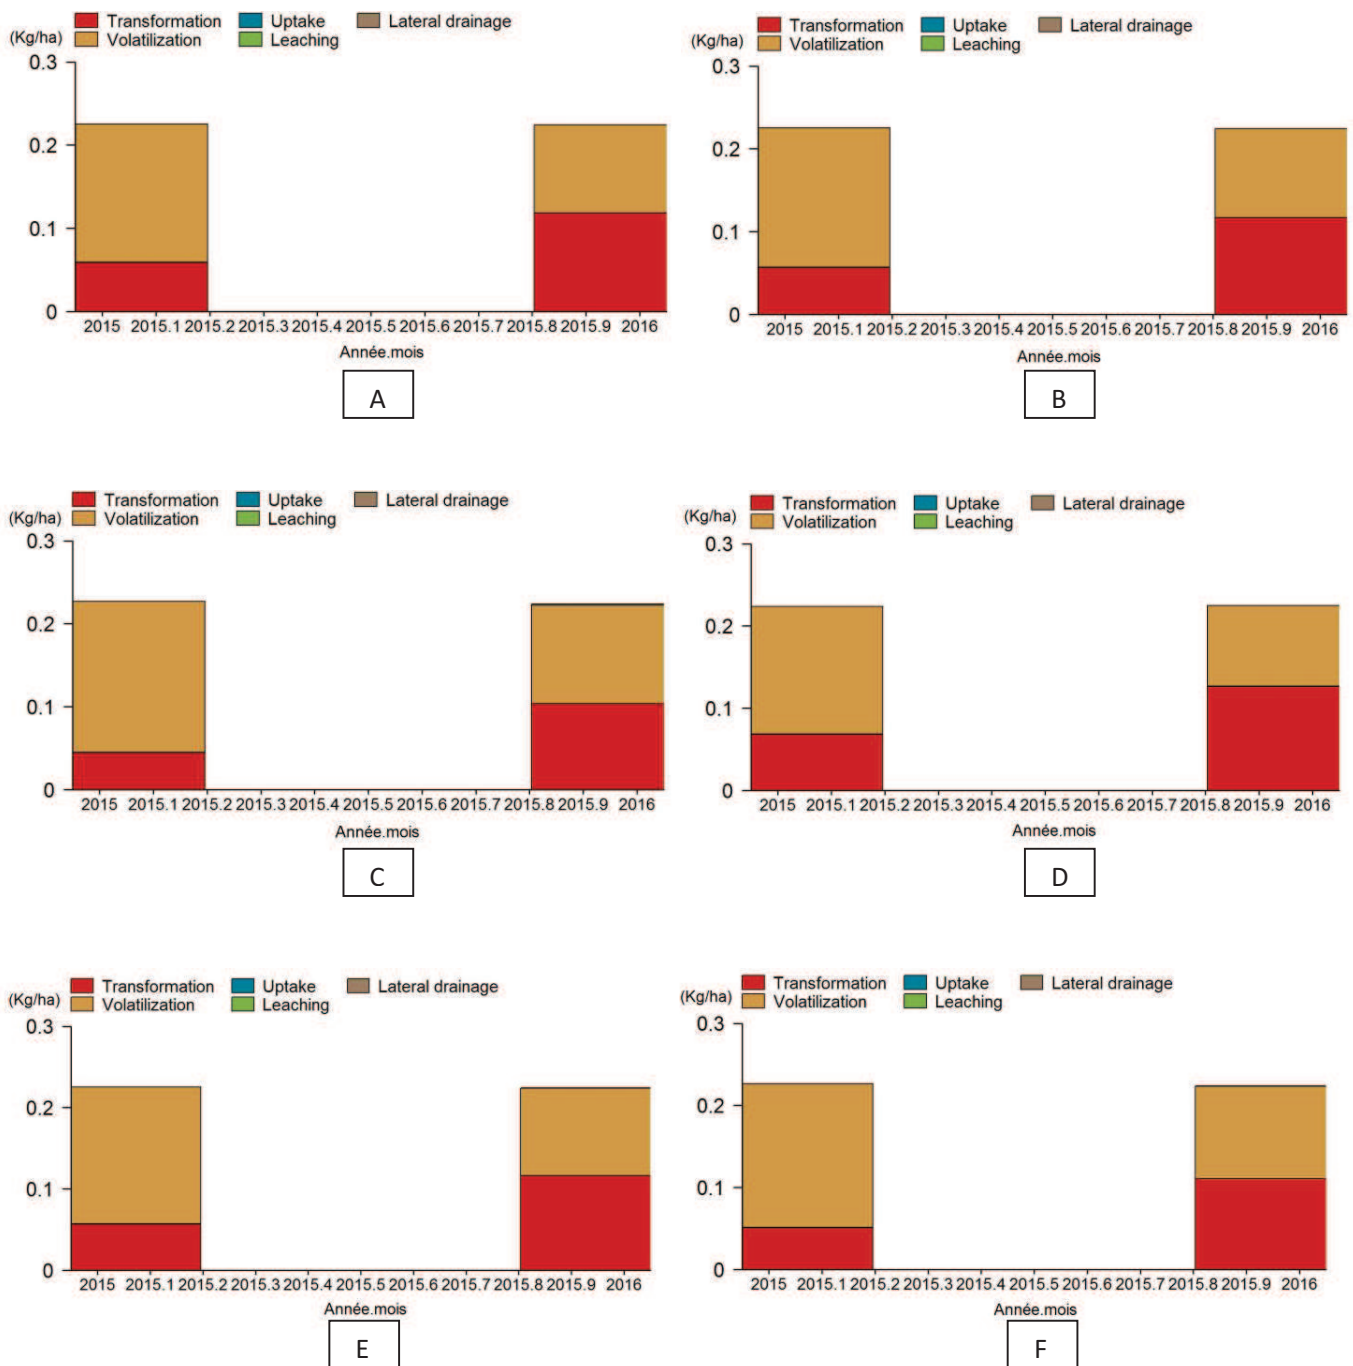 Transformation Uptake Lateral drainage
(Kg/ha) Volatilization Leaching
0.3
0.2
0.1
0
2015 2015.1 2015.2 2015.3 2015.4 2015.5 2015.6 2015.7 2015.8 2015.9 2016
Année.mois
A
Transformation Uptake Lateral drainage
(Kg/ha) Volatilization Leaching
0.3
0.2
0.1
0
2015 2015.1 2015.2 2015.3 2015.4 2015.5 2015.6 2015.7 2015.8 2015.9 2016
Année.mois
B
Transformation Uptake Lateral drainage
(Kg/ha) Volatilization Leaching
0.3
0.2
0.1
0
2015 2015.1 2015.2 2015.3 2015.4 2015.5 2015.6 2015.7 2015.8 2015.9 2016
Année.mois
C
Transformation Uptake Lateral drainage
(Kg/ha) Volatilization Leaching
0.3
0.2
0.1
0
2015 2015.1 2015.2 2015.3 2015.4 2015.5 2015.6 2015.7 2015.8 2015.9 2016
Année.mois
D
Transformation Uptake Lateral drainage
(Kg/ha) Volatilization Leaching
0.3
0.2
0.1
0
2015 2015.1 2015.2 2015.3 2015.4 2015.5 2015.6 2015.7 2015.8 2015.9 2016
Année.mois
E
Transformation Uptake Lateral drainage
(Kg/ha) Volatilization Leaching
0.3
0.2
0.1
0
2015 2015.1 2015.2 2015.3 2015.4 2015.5 2015.6 2015.7 2015.8 2015.9 2016
Année.mois
F